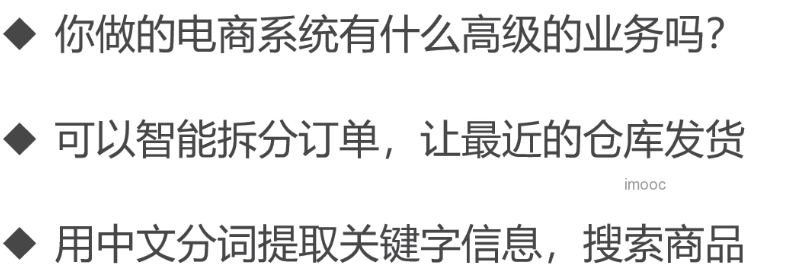 ◆ 你做的电商系统有什么高级的业务吗？
◆ 可以智能拆分订单，让最近的仓库发货
imooc
◆ 用中文分词提取关键字信息，搜索商品